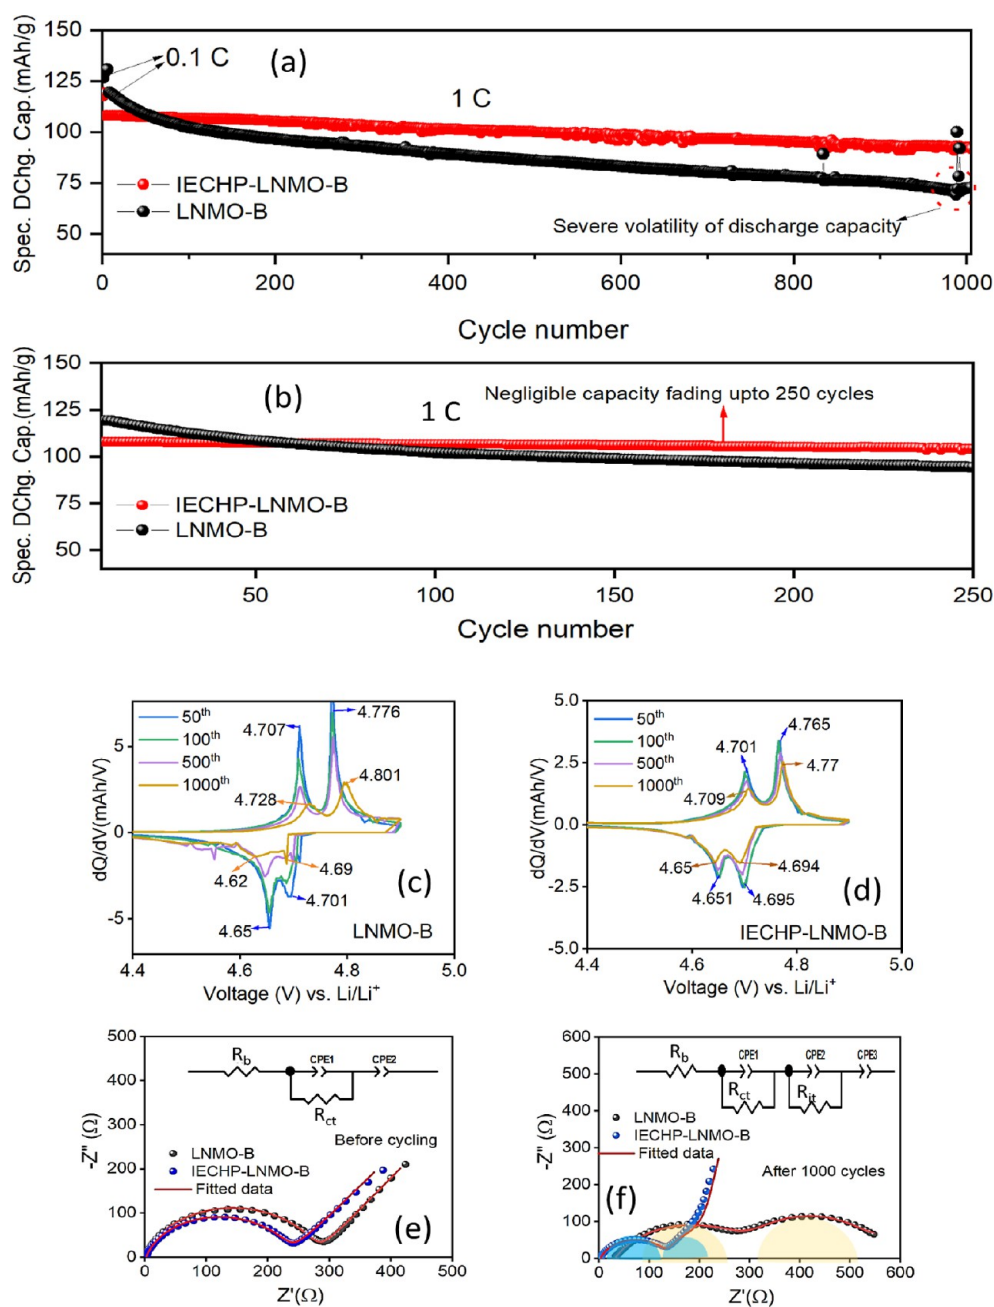 Spec. DChg. Cap.(mAh/g)
150
125
100
75
50
0.1 C
(a)
1 C
IECHP-LNMO-B
LNMO-B
Severe volatility of discharge capacity
0 200 400 600 800 1000
Cycle number
Spec. DChg. Cap.(mAh/g)
150
125
100
75
50
(b)
1 C
Negligible capacity fading upto 250 cycles
IECHP-LNMO-B
LNMO-B
50 100 150 200 250
Cycle number
dQ/dV(mAh/V)
5
0
-5
50th
100th
500th
1000th
4.707
4.776
4.801
4.728
4.62
4.69
4.701
4.65
(c)
LNMO-B
4.4 4.6 4.8 5.0
Voltage (V) vs. Li/Li+
dQ/dV(mAh/V)
5.0
2.5
0.0
-2.5
-5.0
50th
100th
500th
1000th
4.701
4.765
4.77
4.709
4.65
4.694
4.651
4.695
(d)
IECHP-LNMO-B
4.4 4.6 4.8 5.0
Voltage (V) vs. Li/Li+
-Z'' (Ω)
500
400
300
200
100
0
Rb
CPE1
CPE2
Rct
Before cycling
LNMO-B
IECHP-LNMO-B
Fitted data
(e)
0 100 200 300 400 500
Z'(Ω)
-Z'' (Ω)
600
500
400
300
200
100
0
Rb
CPE1
CPE2
CPE3
Rct
Rit
LNMO-B
IECHP-LNMO-B
Fitted data
After 1000 cycles
(f)
0 100 200 300 400 500 600
Z'(Ω)